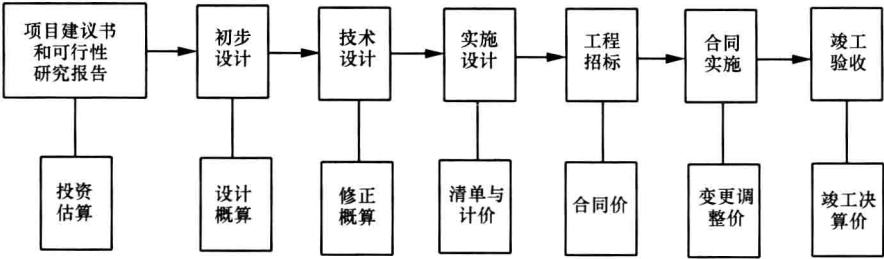 项目建议书
和可行性
研究报告
初步
设计
技术
设计
实施
设计
工程
招标
合同
实施
竣工
验收
投资
估算
设计
概算
修正
概算
清单与
计价
合同价
变更调
整价
竣工决
算价